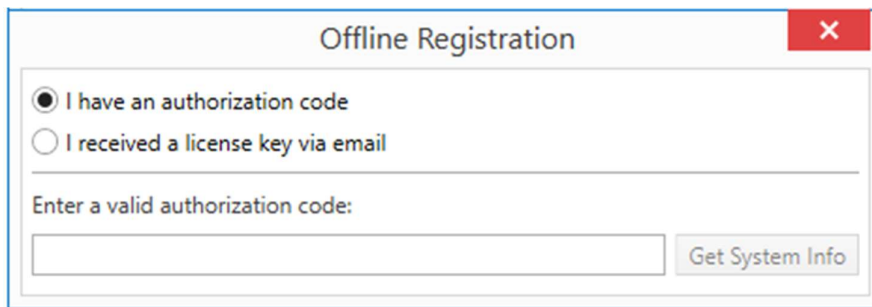 Offline Registration
I have an authorization code
I received a license key via email
Enter a valid authorization code:
Get System Info